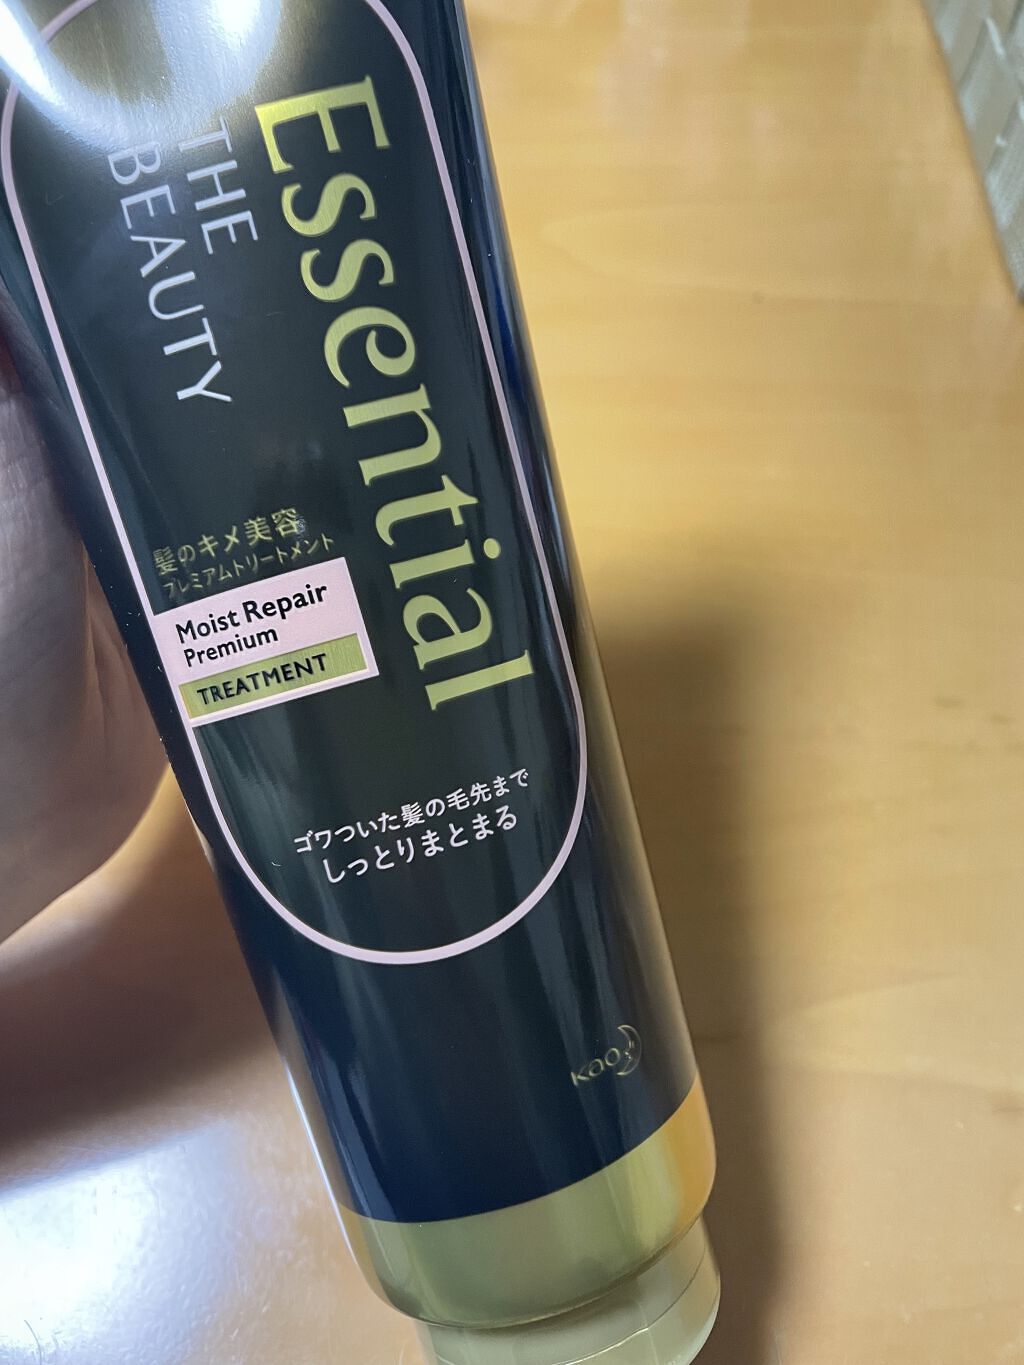 Essential
THE
BEAUTY
髪のキメ美容
プレミアムトリートメント
Moist Repair
Premium
TREATMENT
ゴワついた髪の毛先まで
しっとりまとまる
Kao